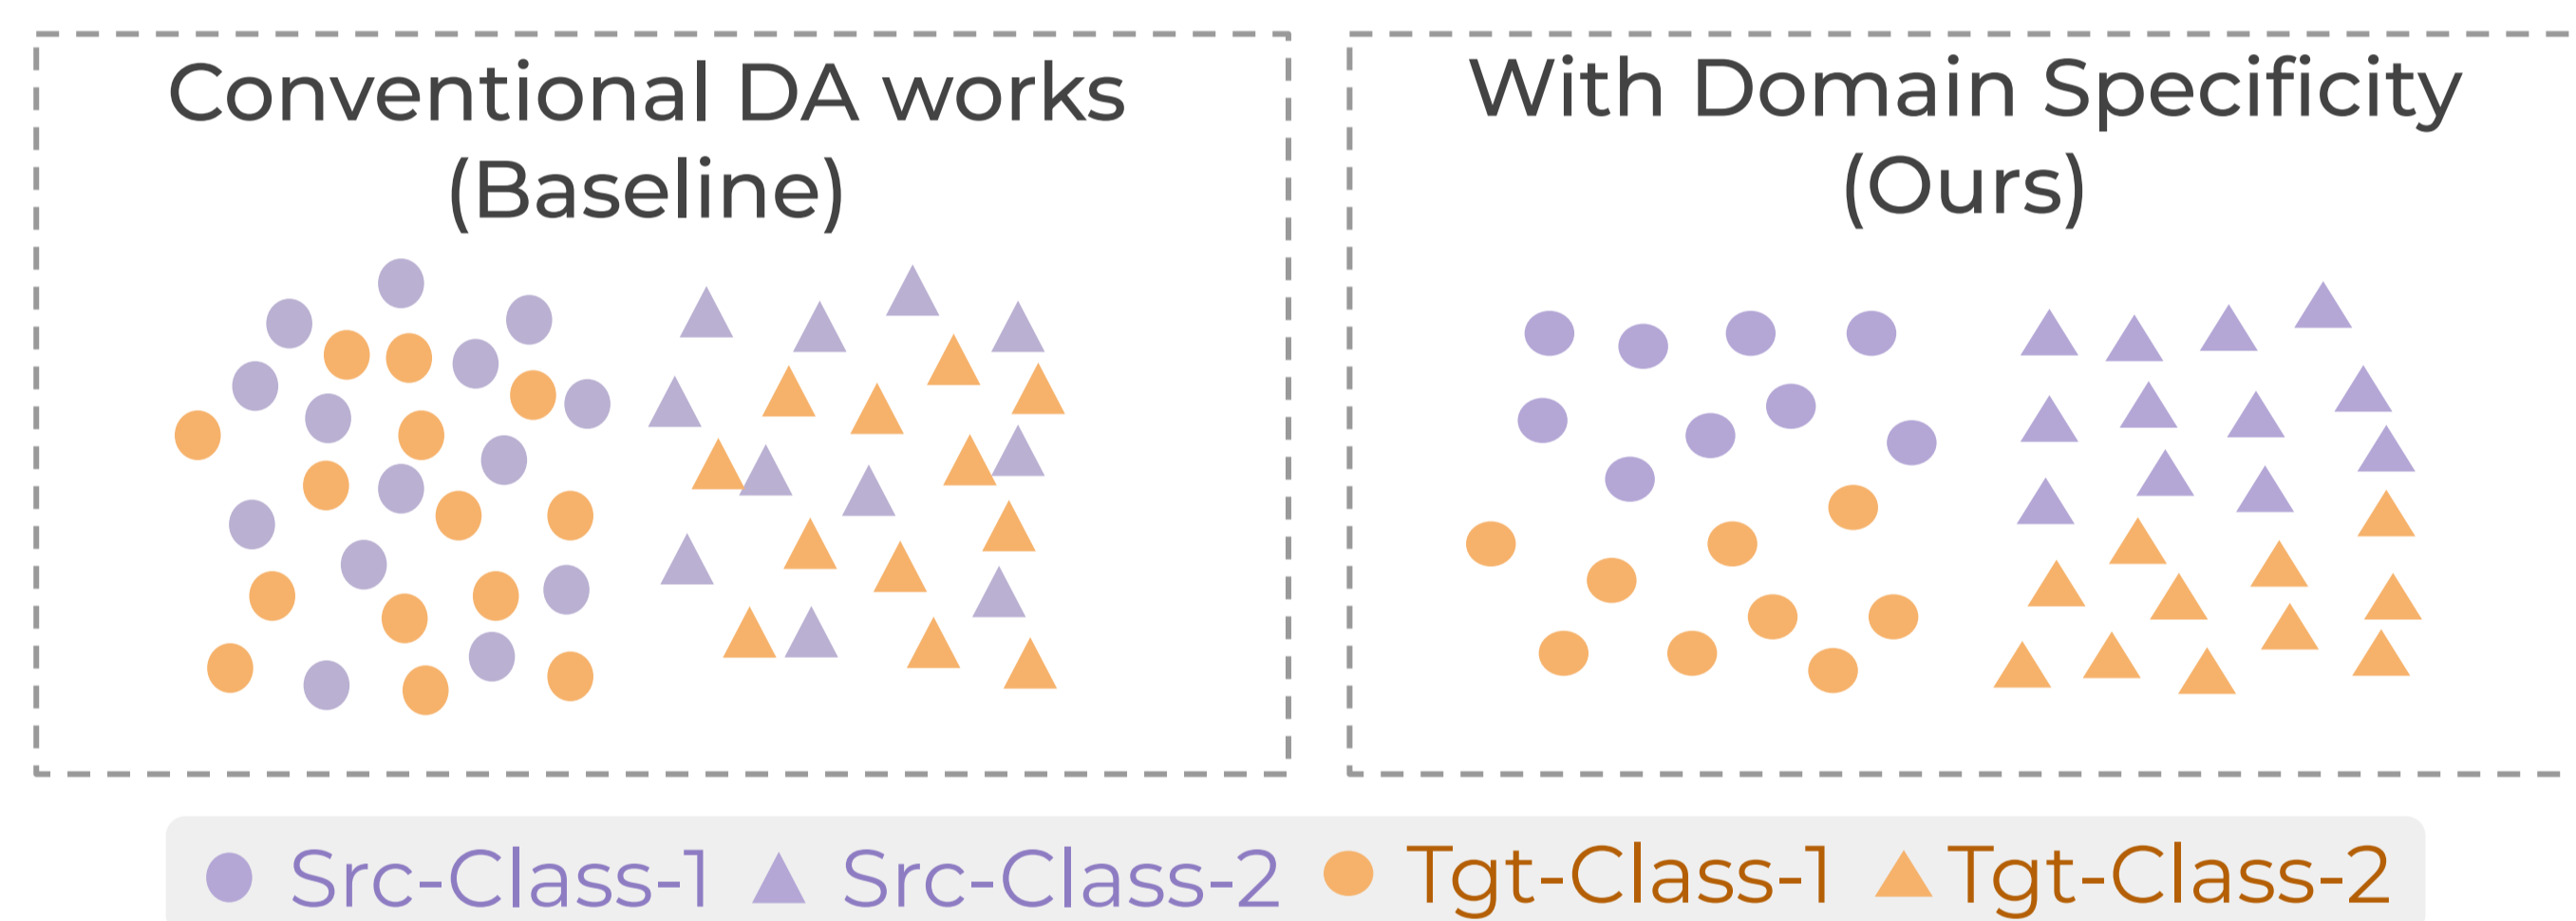 Conventional DA works
(Baseline)
With Domain Specificity
(Ours)
Src-Class-1 Src-Class-2 Tgt-Class-1 Tgt-Class-2